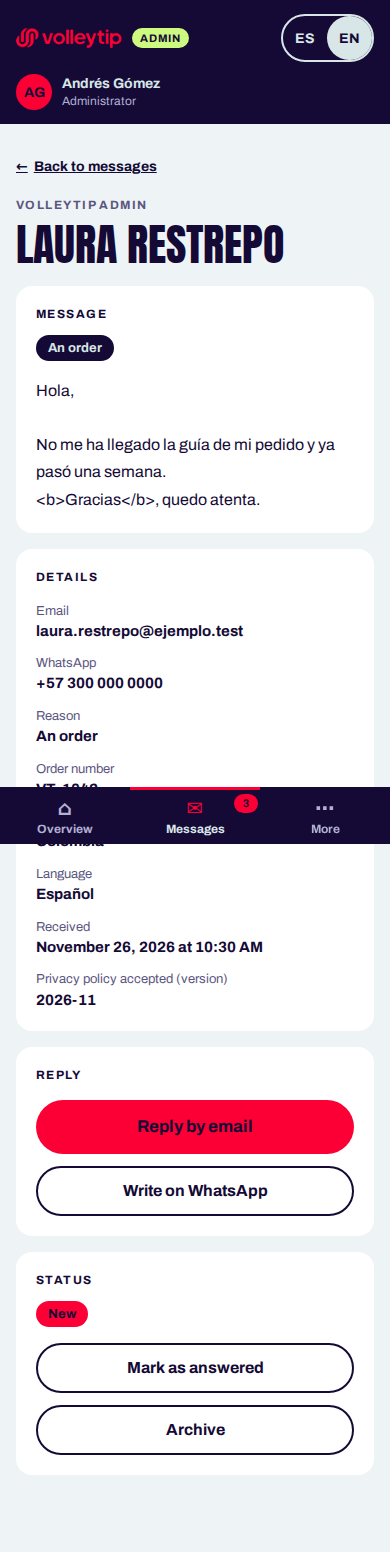 volleytip ADMIN ES EN
AG Andrés Gómez
Administrator
← Back to messages
VOLLEYTIP ADMIN
LAURA RESTREPO
MESSAGE
An order
Hola,
No me ha llegado la guía de mi pedido y ya
pasó una semana.
<b>Gracias</b>, quedo atenta.
DETAILS
Email
laura.restrepo@ejemplo.test
WhatsApp
+57 300 000 0000
Reason
An order
Order number
3
Overview Messages More
Language
Español
Received
November 26, 2026 at 10:30 AM
Privacy policy accepted (version)
2026-11
REPLY
Reply by email
Write on WhatsApp
STATUS
New
Mark as answered
Archive